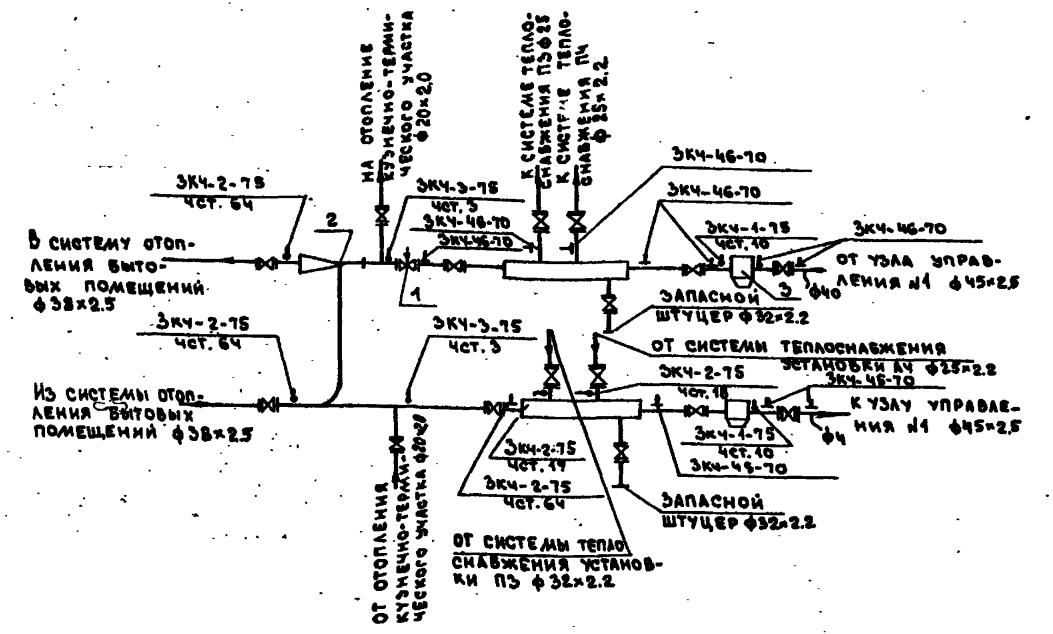 НА ОТОПЛЕНИЕ
КУЗНЕЧНО-ТЕРМИ-
ЧЕСКОГО УЧАСТКА
ф20×2,0
К СИСТЕМЕ ТЕПЛО-
СНАБЖЕНИЯ П3 ф25
К СИСТЕМЕ ТЕПЛО-
СНАБЖЕНИЯ П4
ф 25×2.2
ЗКЧ-2-75
ЧСТ. 64
2
ЗКЧ-3-75
ЧСТ. 3
ЗКЧ-46-70
ЗКЧ-46-70
ЗКЧ-46-70
ЗКЧ-46-70
ЗКЧ-1-75
ЧСТ. 10
ЗКЧ-46-70
В СИСТЕМУ ОТОП-
ЛЕНИЯ БЫТО-
ВЫХ ПОМЕЩЕНИЙ
ф38×2.5
1
3
ф40
ОТ УЗЛА УПРАВ-
ЛЕНИЯ №1 ф45×2,5
ЗАПАСНОЙ
ШТУЦЕР ф32×2.2
ЗКЧ-2-75
ЧСТ. 64
ЗКЧ-3-75
ЧСТ. 3
ОТ СИСТЕМЫ ТЕПЛОСНАБЖЕНИЯ
УСТАНОВКИ А4 ф25×2.2
ЗКЧ-2-75
ЧСТ. 18
ЗКЧ-46-70
ИЗ СИСТЕМЫ ОТОП-
ЛЕНИЯ БЫТОВЫХ
ПОМЕЩЕНИЙ ф38×2.5
К УЗЛУ УПРАВЛЕ-
НИЯ №1 ф45×2,5
ф4
ЗКЧ-1-75
ЧСТ. 10
ЗКЧ-46-70
ЗКЧ-2-75
ЧСТ. 19
ЗКЧ-2-75
ЧСТ. 64
ЗАПАСНОЙ
ШТУЦЕР ф32×2.2
ОТ СИСТЕМЫ ТЕПЛО
СНАБЖЕНИЯ УСТАНОВ-
КИ П3 ф32×2.2
ОТ ОТОПЛЕНИЯ
КУЗНЕЧНО-ТЕРМИ-
ЧЕСКОГО УЧАСТКА ф20×2,0